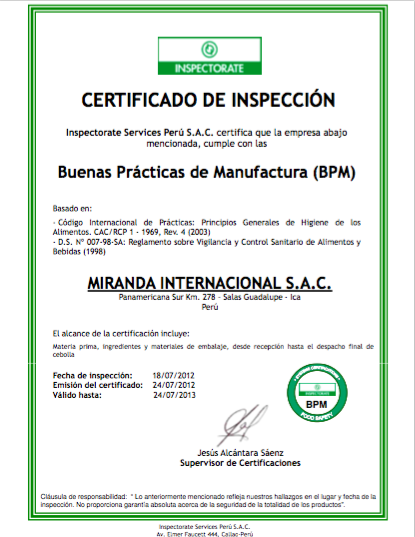 INSPECTORATE
CERTIFICADO DE INSPECCIÓN
Inspectorate Services Perú S.A.C. certifica que la empresa abajo
mencionada, cumple con las
Buenas Prácticas de Manufactura (BPM)
Basado en:
- Código Internacional de Prácticas: Principios Generales de Higiene de los
Alimentos. CAC/RCP 1 - 1969, Rev. 4 (2003)
- D.S. Nº 007-98-SA: Reglamento sobre Vigilancia y Control Sanitario de Alimentos y
Bebidas (1998)
MIRANDA INTERNACIONAL S.A.C.
Panamericana Sur Km. 278 - Salas Guadalupe - Ica
Perú
El alcance de la certificación incluye:
Materia prima, ingredientes y materiales de embalaje, desde recepción hasta el despacho final de
cebolla
Fecha de inspección: 18/07/2012
Emisión del certificado: 24/07/2012
Válido hasta: 24/07/2013
INSPECTORATE
BPM
FOOD SAFETY
Jesús Alcántara Sáenz
Supervisor de Certificaciones
Cláusula de responsabilidad: " Lo anteriormente mencionado refleja nuestros hallazgos en el lugar y fecha de la
inspección. No proporciona garantía absoluta acerca de la seguridad de la totalidad de los productos".
Inspectorate Services Perú S.A.C.
Av. Elmer Faucett 444, Callao-Perú